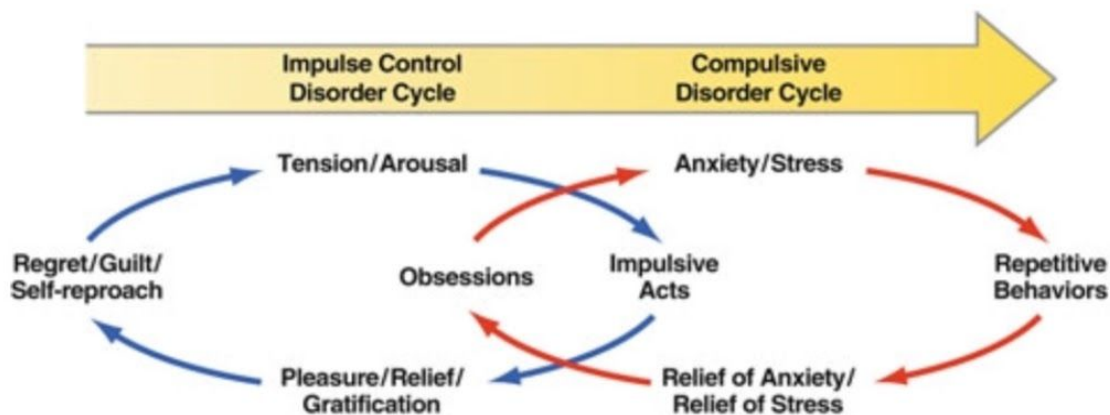 Impulse Control
Disorder Cycle
Compulsive
Disorder Cycle
Tension/Arousal
Anxiety/Stress
Regret/Guilt/
Self-reproach
Obsessions
Impulsive
Acts
Repetitive
Behaviors
Pleasure/Relief/
Gratification
Relief of Anxiety/
Relief of Stress